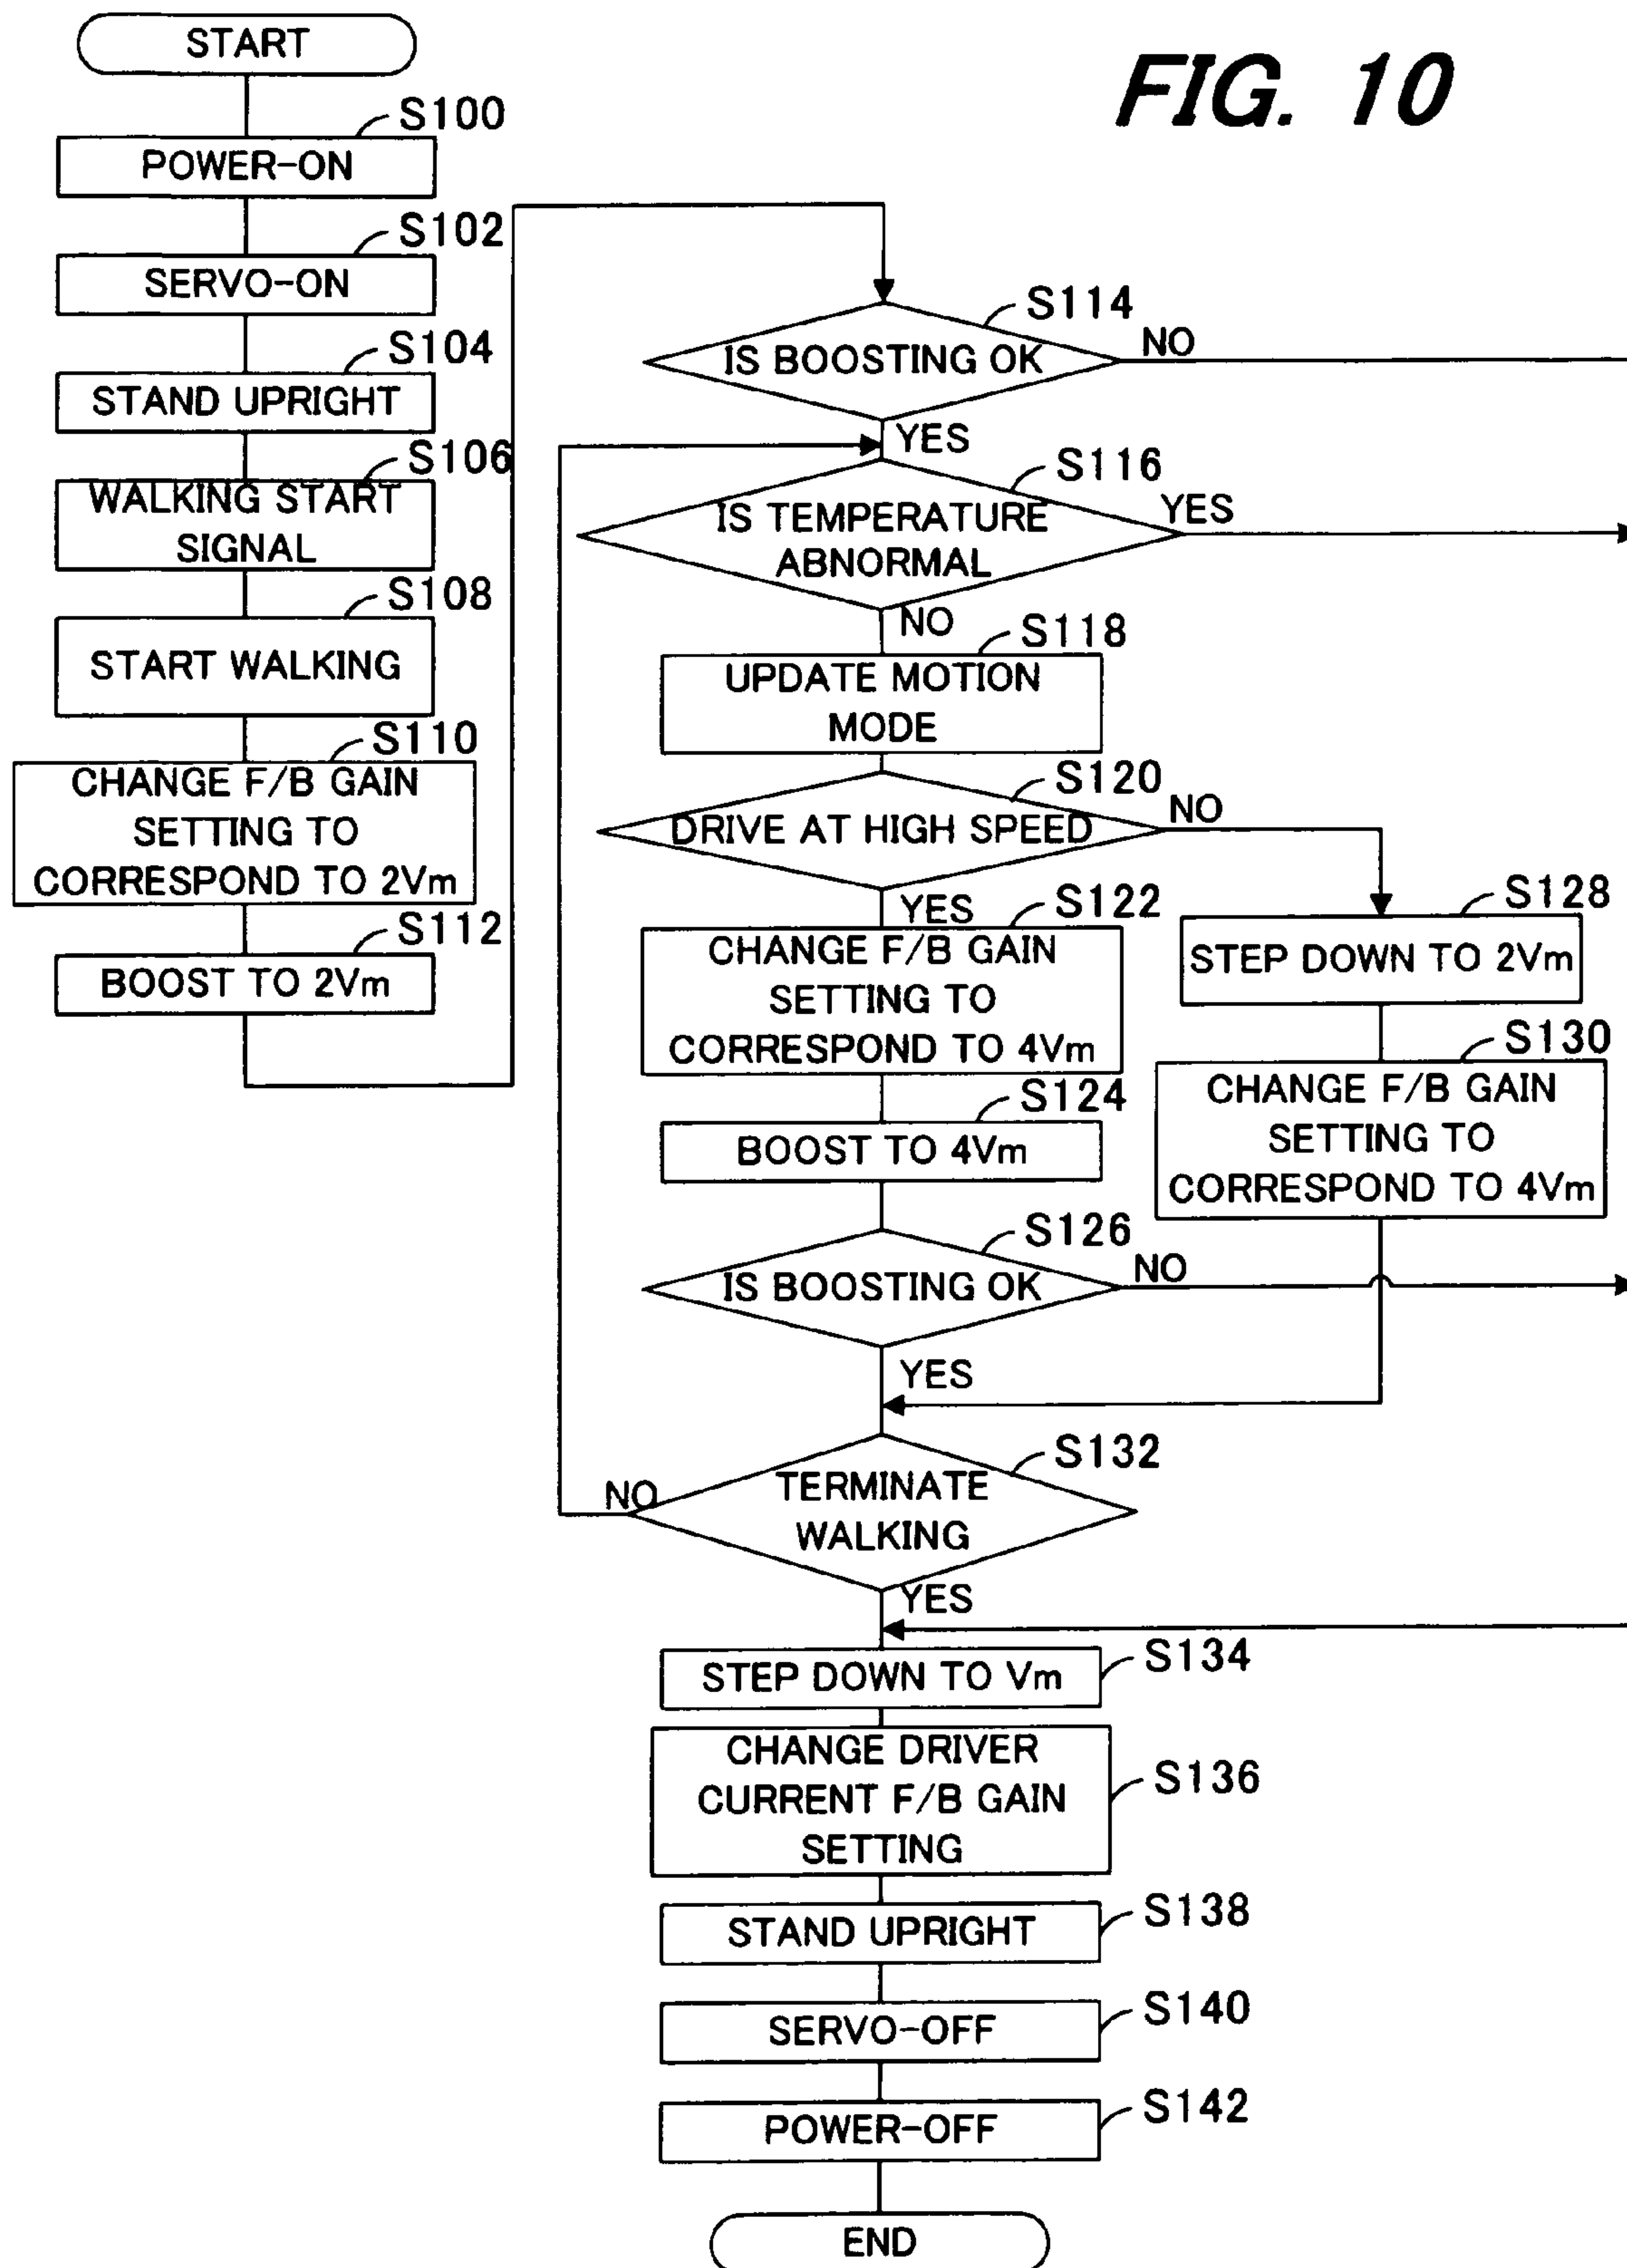 FIG. 10
START
S100
POWER-ON
S102
SERVO-ON
S104
STAND UPRIGHT
S106
WALKING START
SIGNAL
S108
START WALKING
S110
CHANGE F/B GAIN
SETTING TO
CORRESPOND TO 2Vm
S112
BOOST TO 2Vm
S114
IS BOOSTING OK
NO
YES
S116
IS TEMPERATURE
ABNORMAL
YES
NO
S118
UPDATE MOTION
MODE
S120
DRIVE AT HIGH SPEED
NO
YES
S122
CHANGE F/B GAIN
SETTING TO
CORRESPOND TO 4Vm
S124
BOOST TO 4Vm
S126
IS BOOSTING OK
NO
YES
S128
STEP DOWN TO 2Vm
S130
CHANGE F/B GAIN
SETTING TO
CORRESPOND TO 4Vm
S132
TERMINATE
WALKING
NO
YES
S134
STEP DOWN TO Vm
S136
CHANGE DRIVER
CURRENT F/B GAIN
SETTING
S138
STAND UPRIGHT
S140
SERVO-OFF
S142
POWER-OFF
END